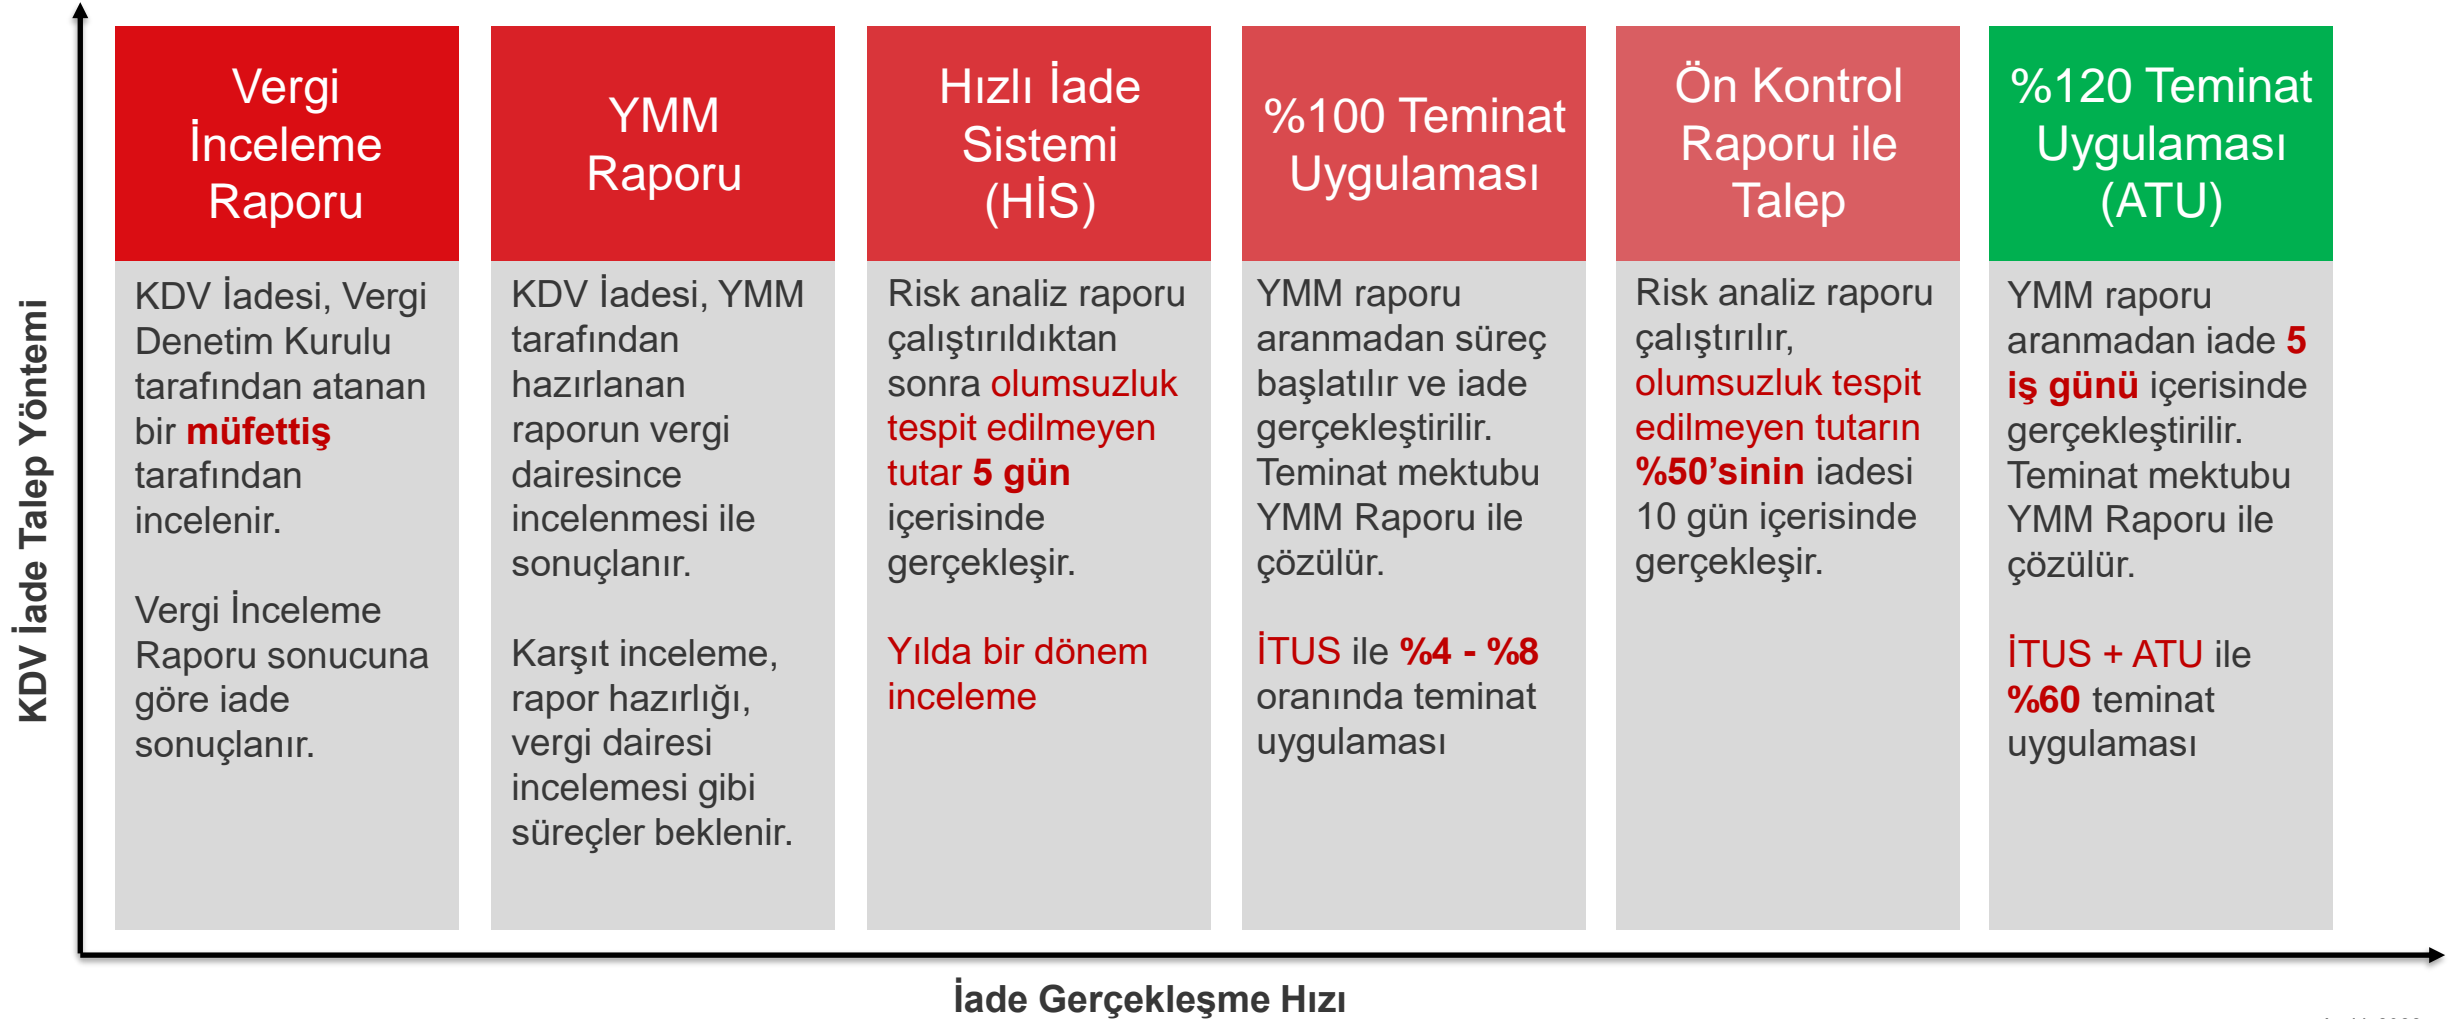 KDV İade Talep Yöntemi
Vergi
İnceleme
Raporu
KDV İadesi, Vergi
Denetim Kurulu
tarafından atanan
bir müfettiş
tarafından
incelenir.
Vergi İnceleme
Raporu sonucuna
göre iade
sonuçlanır.
YMM
Raporu
KDV İadesi, YMM
tarafından
hazırlanan
raporun vergi
dairesince
incelenmesi ile
sonuçlanır.
Karşıt inceleme,
rapor hazırlığı,
vergi dairesi
incelemesi gibi
süreçler beklenir.
Hızlı İade
Sistemi
(HİS)
Risk analiz raporu
çalıştırıldıktan
sonra olumsuzluk
tespit edilmeyen
tutar 5 gün
içerisinde
gerçekleşir.
Yılda bir dönem
inceleme
%100 Teminat
Uygulaması
YMM raporu
aranmadan süreç
başlatılır ve iade
gerçekleştirilir.
Teminat mektubu
YMM Raporu ile
çözülür.
İTUS ile %4 - %8
oranında teminat
uygulaması
Ön Kontrol
Raporu ile
Talep
Risk analiz raporu
çalıştırılır,
olumsuzluk tespit
edilmeyen tutarın
%50’sinin iadesi
10 gün içerisinde
gerçekleşir.
%120 Teminat
Uygulaması
(ATU)
YMM raporu
aranmadan iade 5
iş günü içerisinde
gerçekleştirilir.
Teminat mektubu
YMM Raporu ile
çözülür.
İTUS + ATU ile
%60 teminat
uygulaması
İade Gerçekleşme Hızı